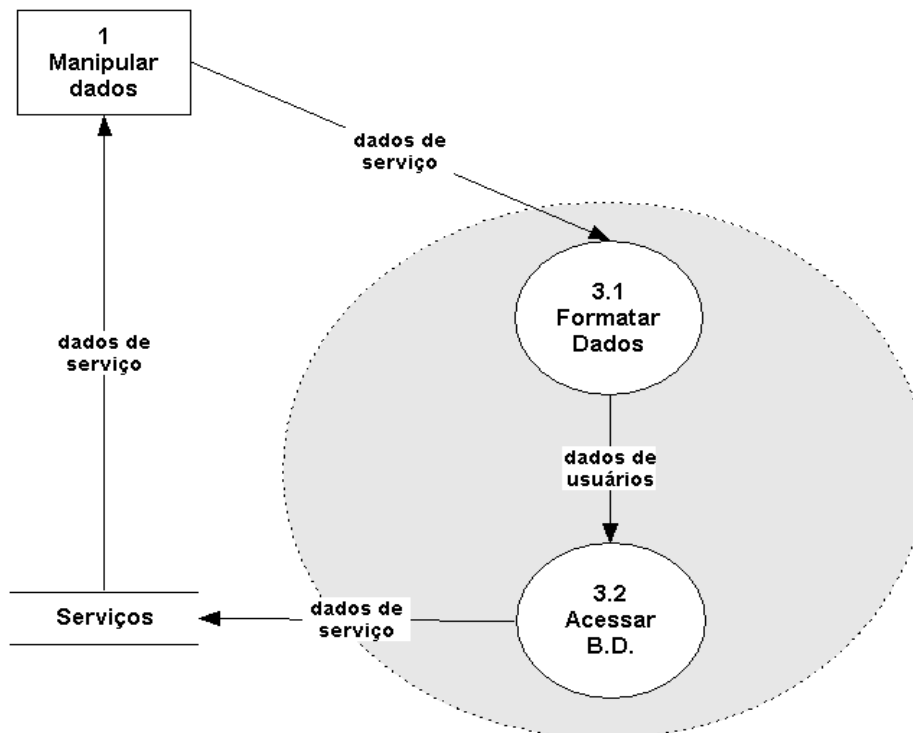 1
Manipular
dados
dados de
serviço
3.1
Formatar
Dados
dados de
serviço
dados de
usuários
3.2
Acessar
B.D.
dados de
serviço
Serviços